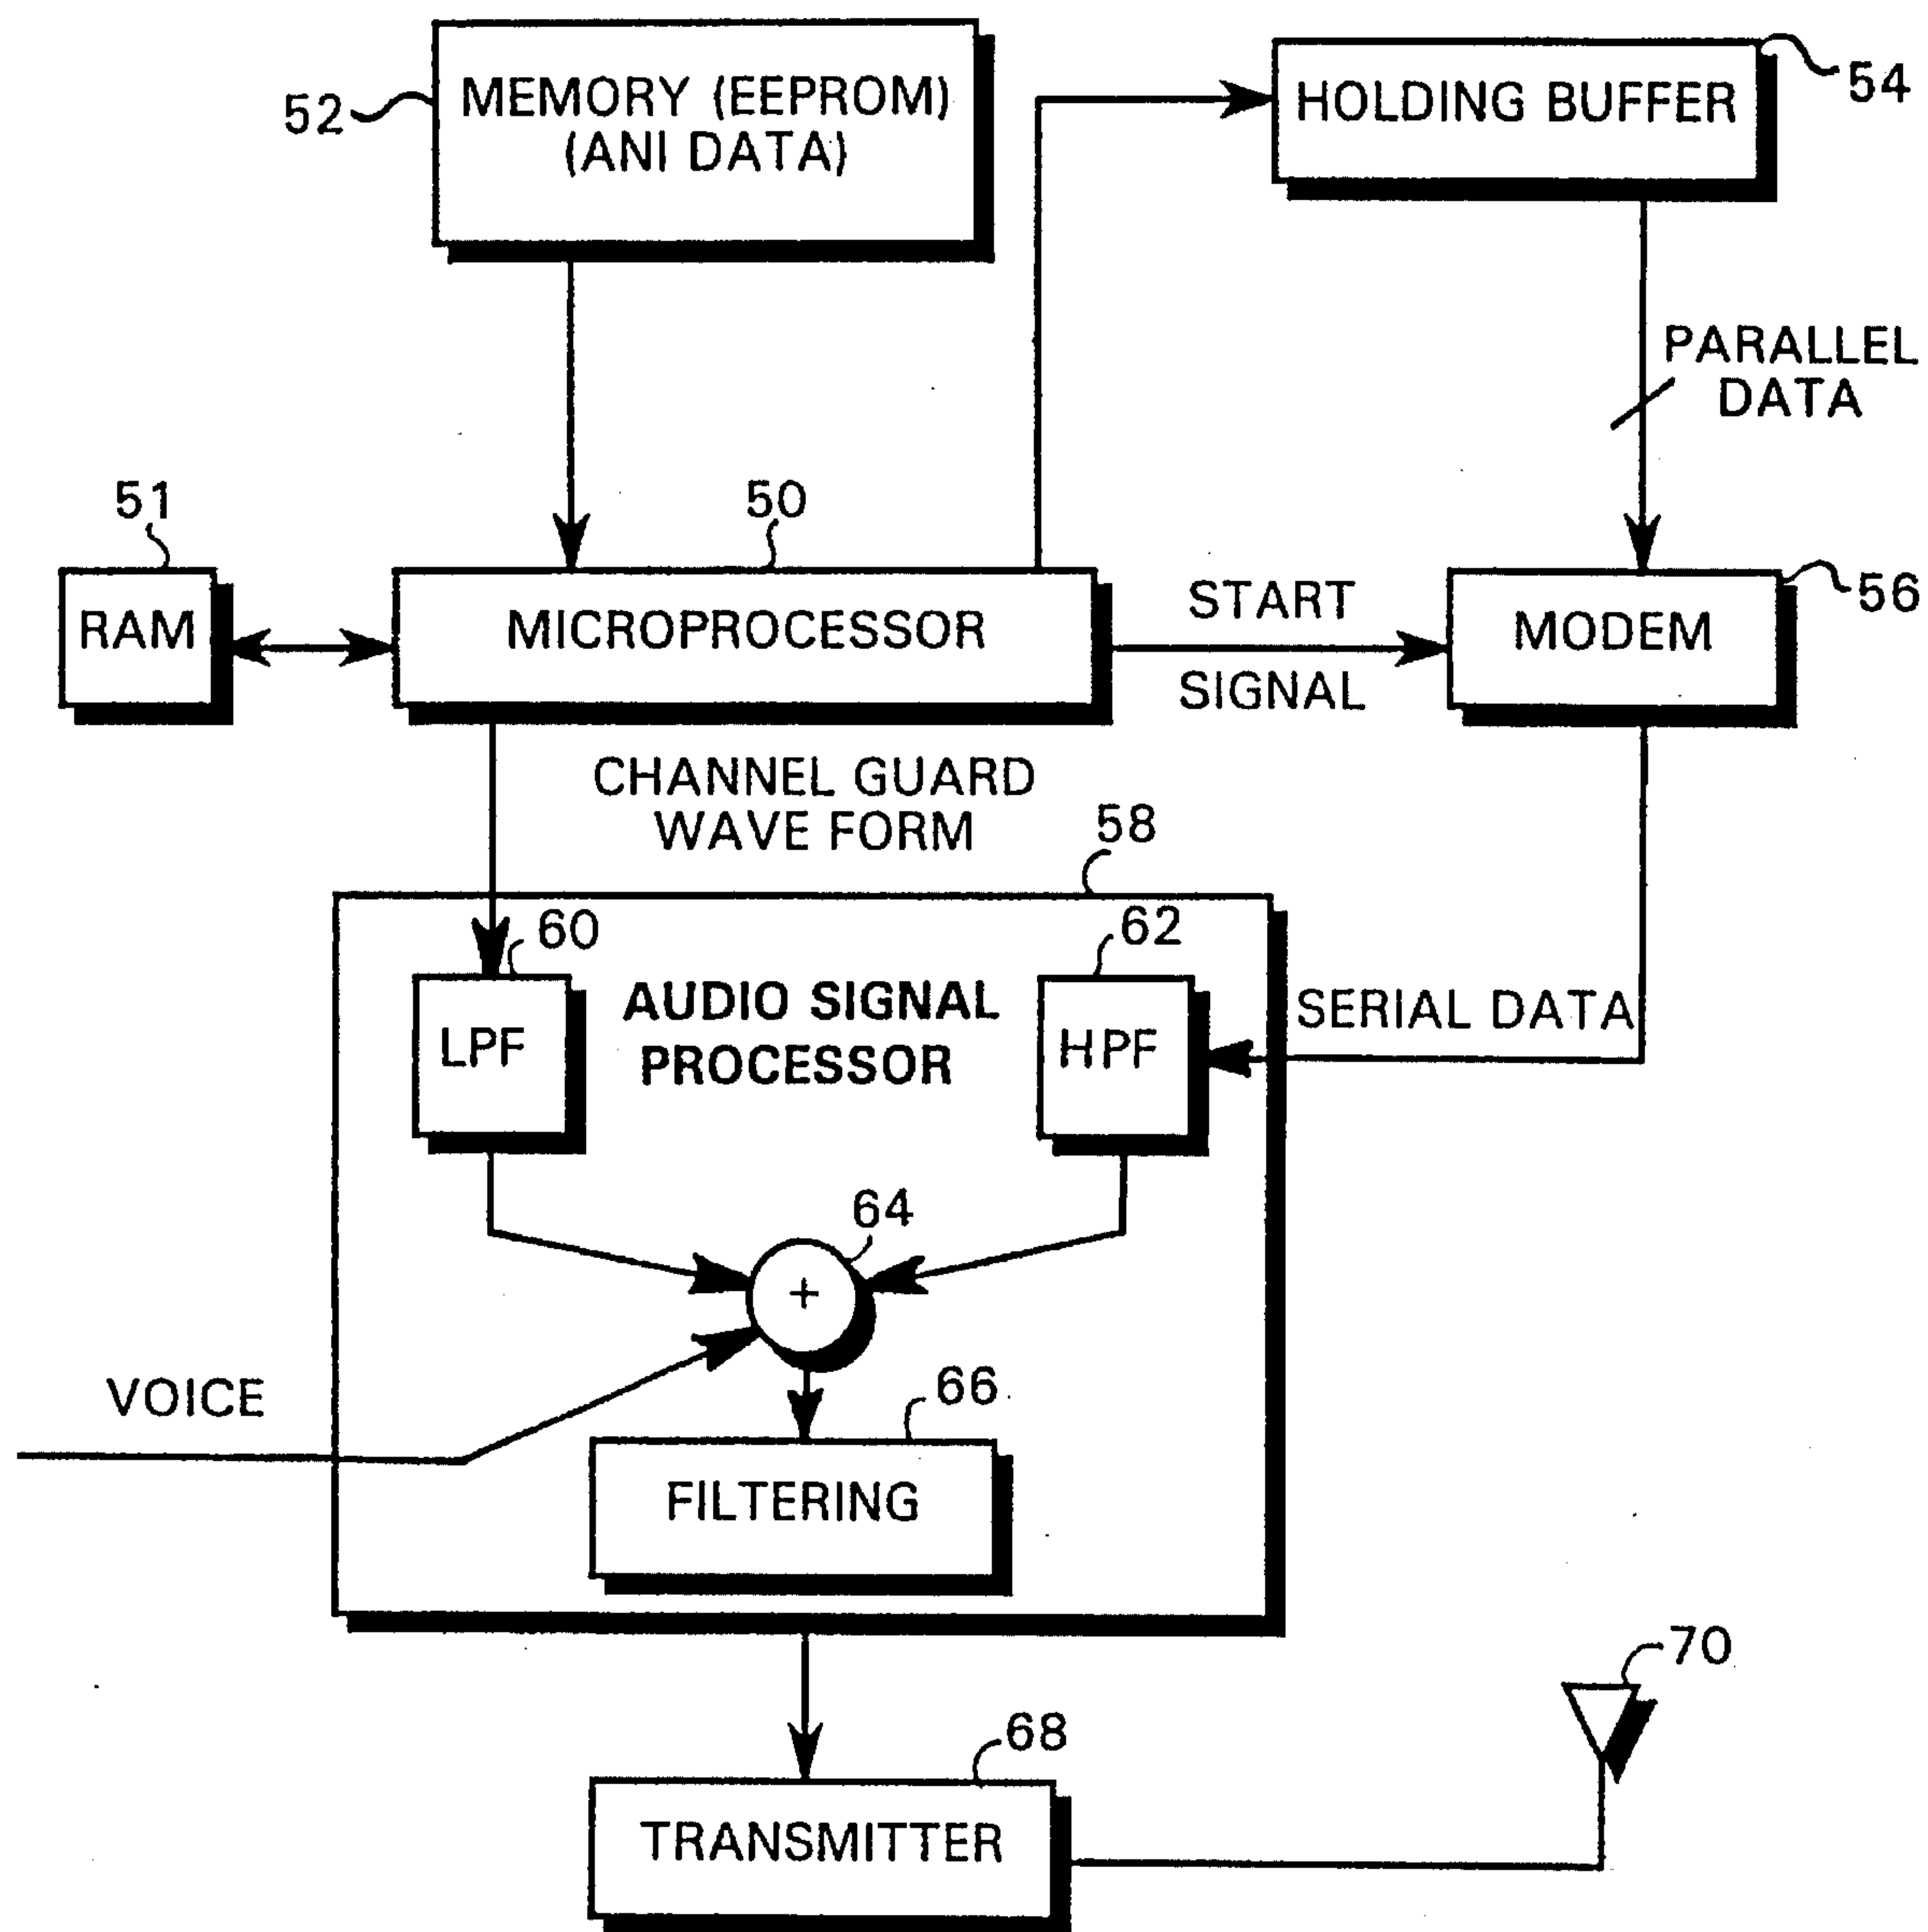 MEMORY (EEPROM)
(ANI DATA)
52
HOLDING BUFFER
54
PARALLEL
DATA
51
50
RAM
MICROPROCESSOR
START
SIGNAL
MODEM
56
CHANNEL GUARD
WAVE FORM
58
60
62
LPF
AUDIO SIGNAL
PROCESSOR
HPF
SERIAL DATA
64
+
VOICE
66
FILTERING
70
68
TRANSMITTER